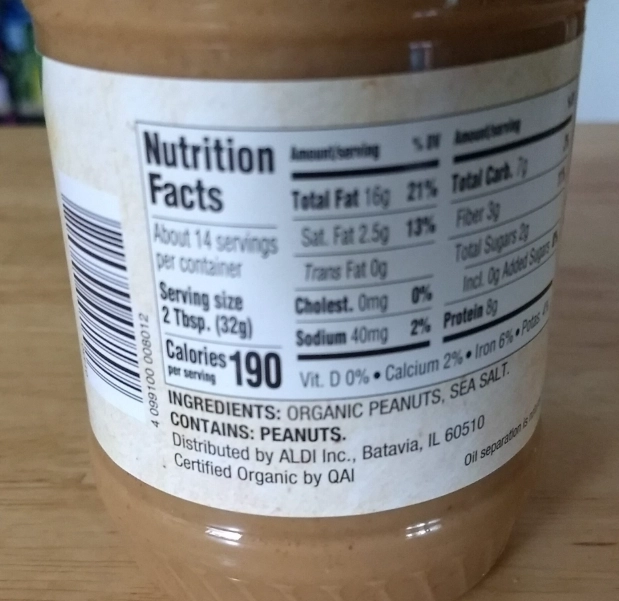 Nutrition
Facts
About 14 servings
per container
Serving size
2 Tbsp. (32g)
Calories 190
per serving
Amount/serving % DV
Total Fat 16g 21%
Sat. Fat 2.5g 13%
Trans Fat 0g
Cholest. 0mg 0%
Sodium 40mg 2%
Amount/serving
Total Carb. 7g
Fiber 3g
Total Sugars 2g
Incl. 0g Added Sugars
Protein 8g
Vit. D 0% • Calcium 2% • Iron 6% • Potas.
INGREDIENTS: ORGANIC PEANUTS, SEA SALT.
CONTAINS: PEANUTS.
Distributed by ALDI Inc., Batavia, IL 60510
Certified Organic by QAI
Oil separation is
4 099100 008012